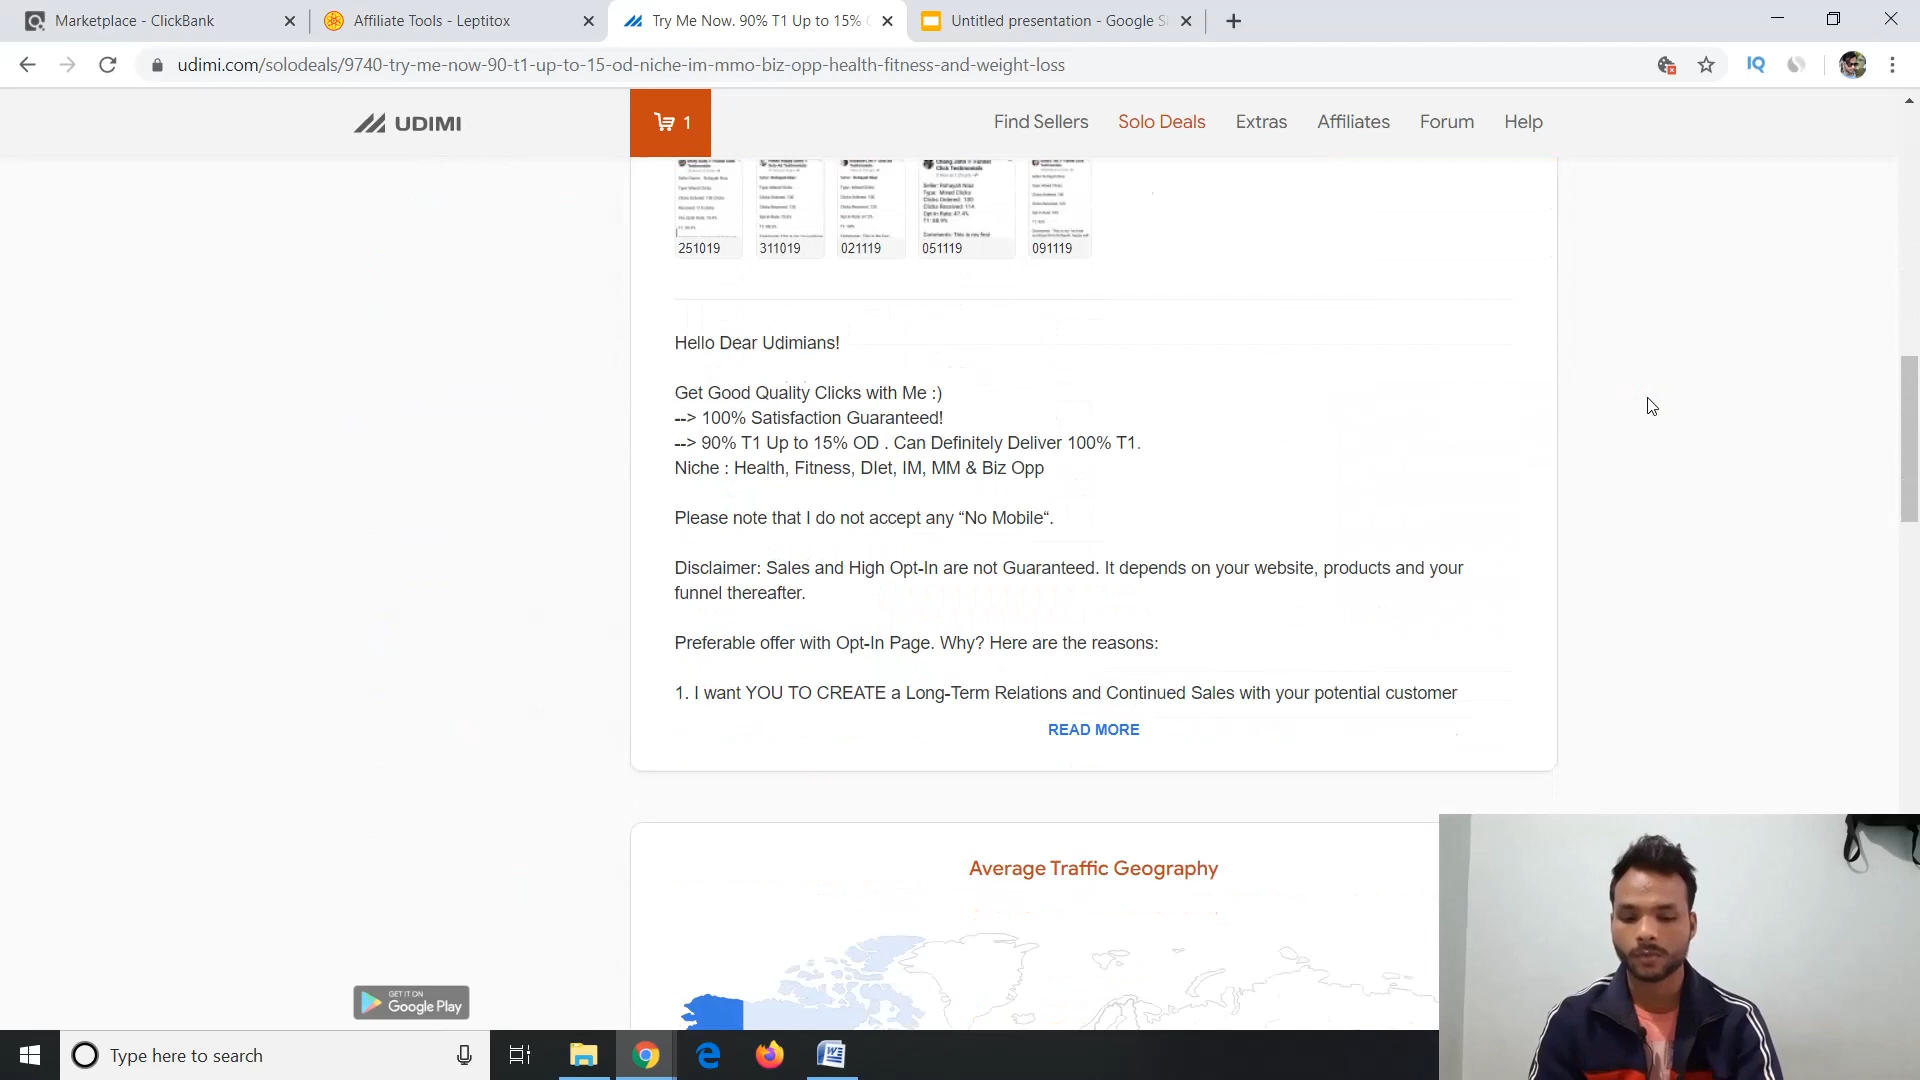 Marketplace - ClickBank
Affiliate Tools - Leptitox
Try Me Now. 90% T1 Up to 15%
Untitled presentation - Google S
udimi.com/solodeals/9740-try-me-now-90-t1-up-to-15-od-niche-im-mmo-biz-opp-health-fitness-and-weight-loss
IQ
UDIMI
1
Find Sellers
Solo Deals
Extras
Affiliates
Forum
Help
251019
311019
021119
051119
091119
Hello Dear Udimians!
Get Good Quality Clicks with Me :)
--> 100% Satisfaction Guaranteed!
--> 90% T1 Up to 15% OD . Can Definitely Deliver 100% T1.
Niche : Health, Fitness, DIet, IM, MM & Biz Opp
Please note that I do not accept any “No Mobile“.
Disclaimer: Sales and High Opt-In are not Guaranteed. It depends on your website, products and your
funnel thereafter.
Preferable offer with Opt-In Page. Why? Here are the reasons:
1. I want YOU TO CREATE a Long-Term Relations and Continued Sales with your potential customer
READ MORE
Average Traffic Geography
GET IT ON
Google Play
Type here to search